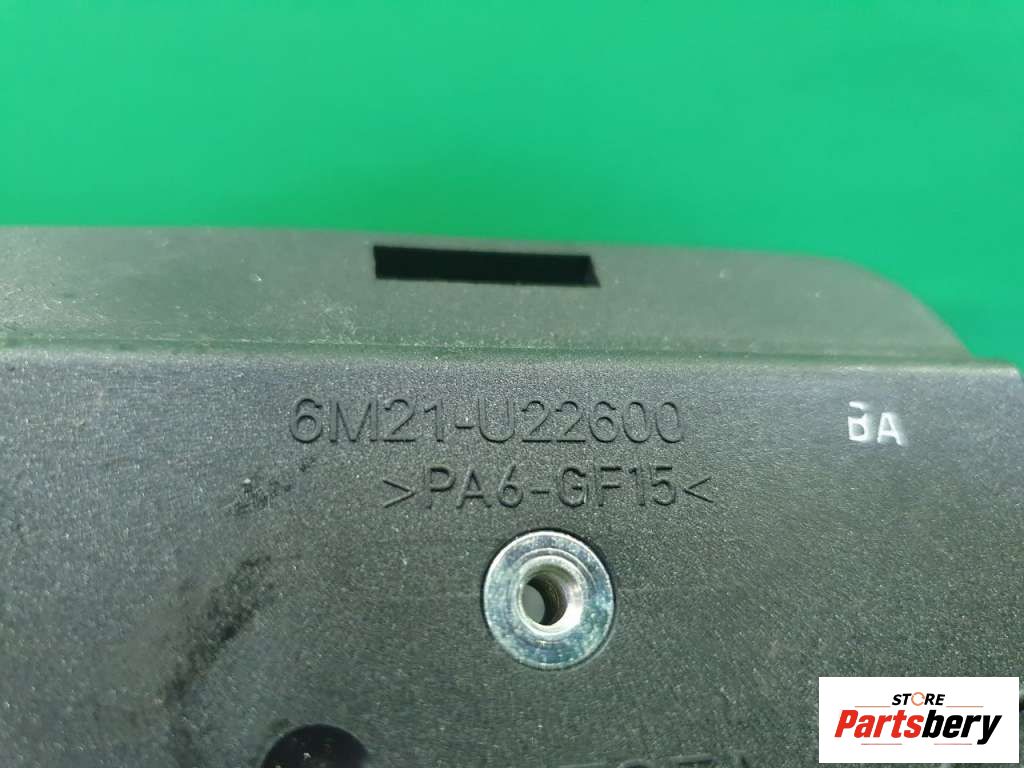 6M21-U22600 BA
>PA6-GF15<
STORE
Partsbery